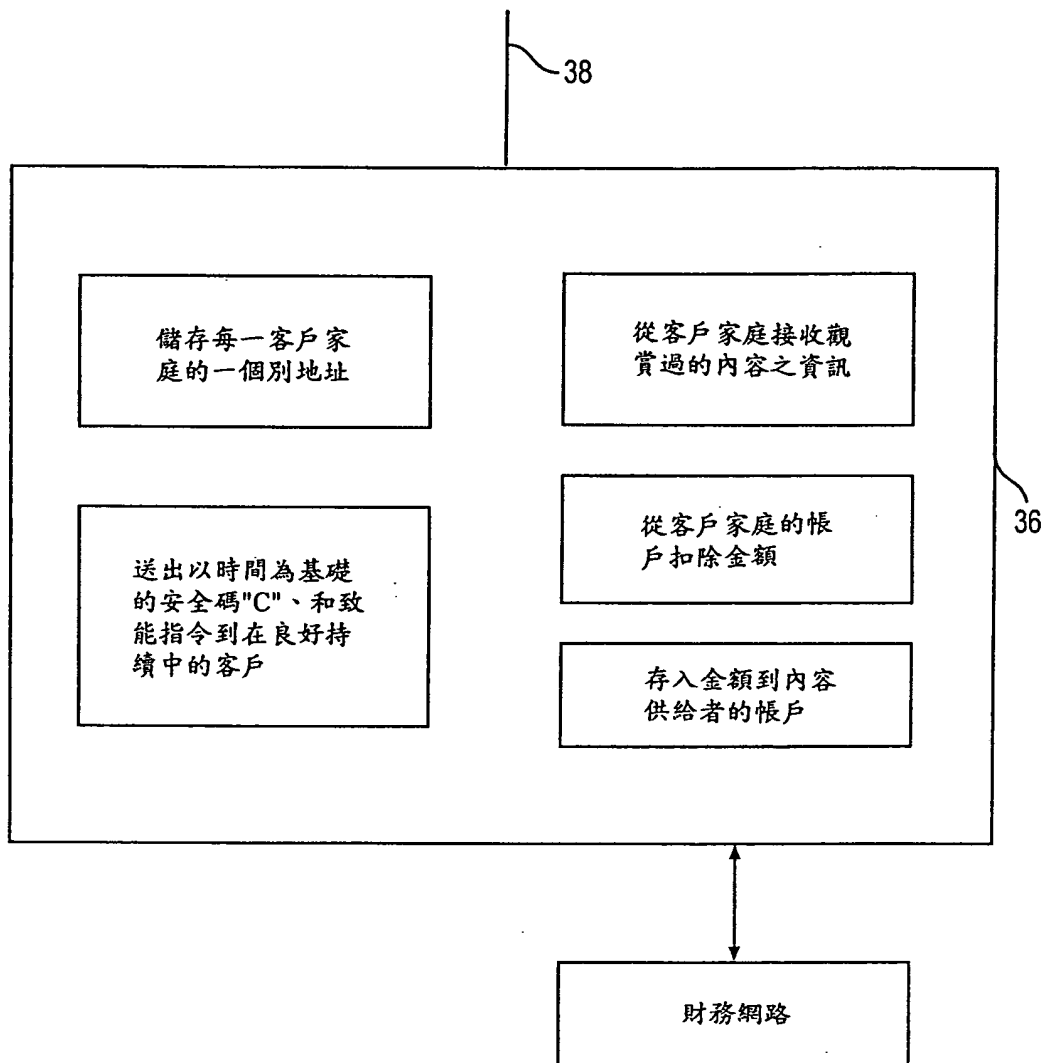 38
儲存每一客戶家
庭的一個別地址
從客戶家庭接收觀
賞過的內容之資訊
36
從客戶家庭的帳
戶扣除金額
送出以時間為基礎
的安全碼"C"、和致
能指令到在良好持
續中的客戶
存入金額到內容
供給者的帳戶
財務網路